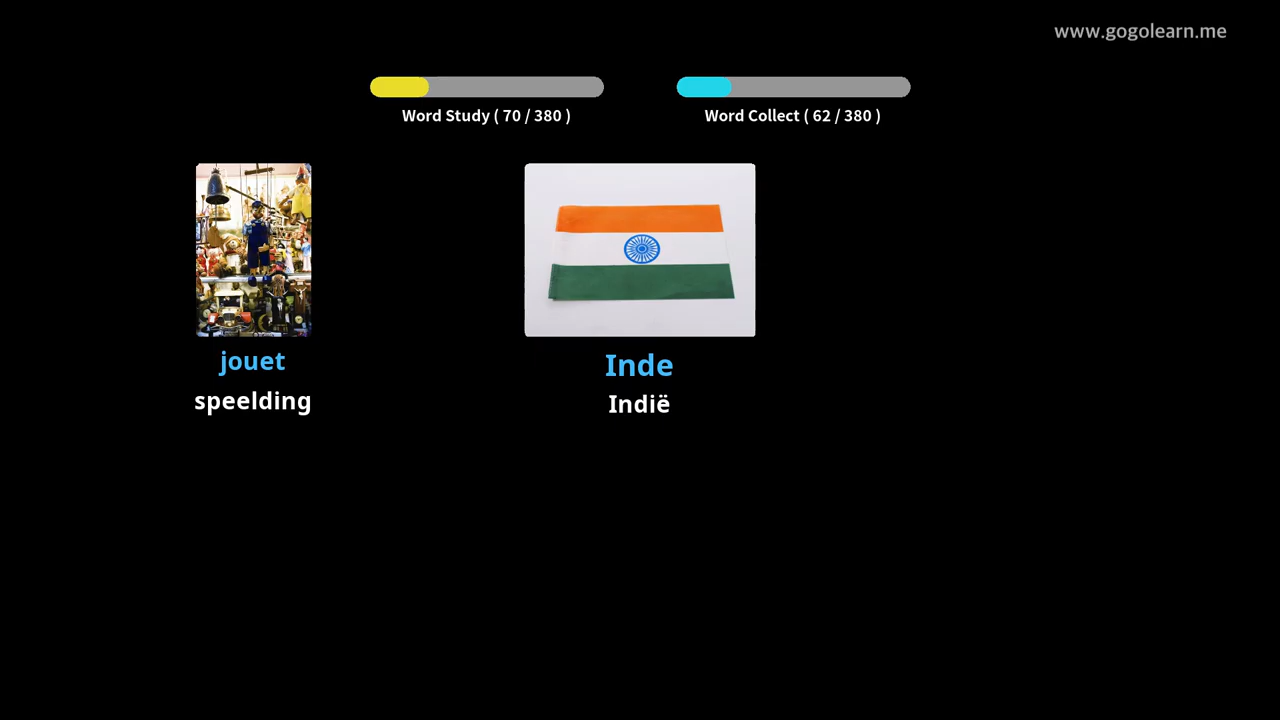 www.gogolearn.me
Word Study ( 70 / 380 )
Word Collect ( 62 / 380 )
jouet
speelding
Inde
Indië